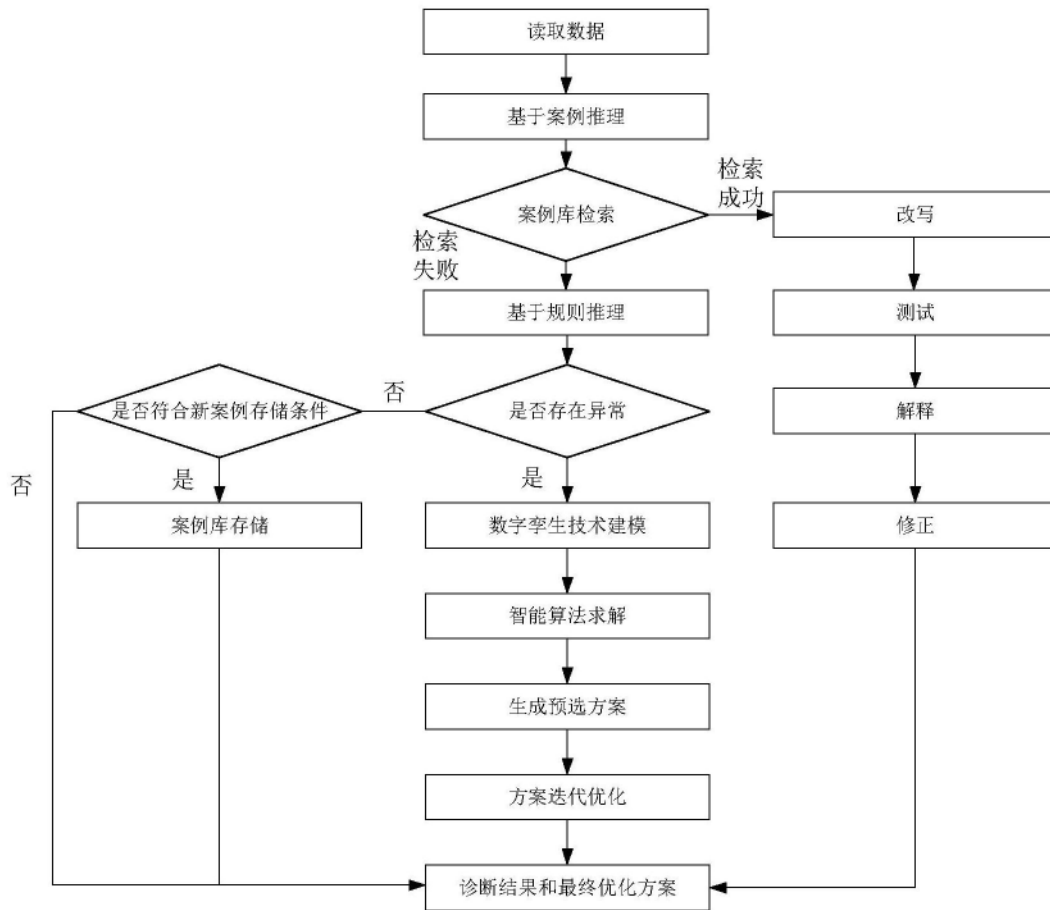 读取数据
基于案例推理
案例库检索
检索
成功
改写
检索
失败
基于规则推理
测试
是否符合新案例存储条件
否
是否存在异常
解释
否
是
是
案例库存储
数字孪生技术建模
修正
智能算法求解
生成预选方案
方案迭代优化
诊断结果和最终优化方案